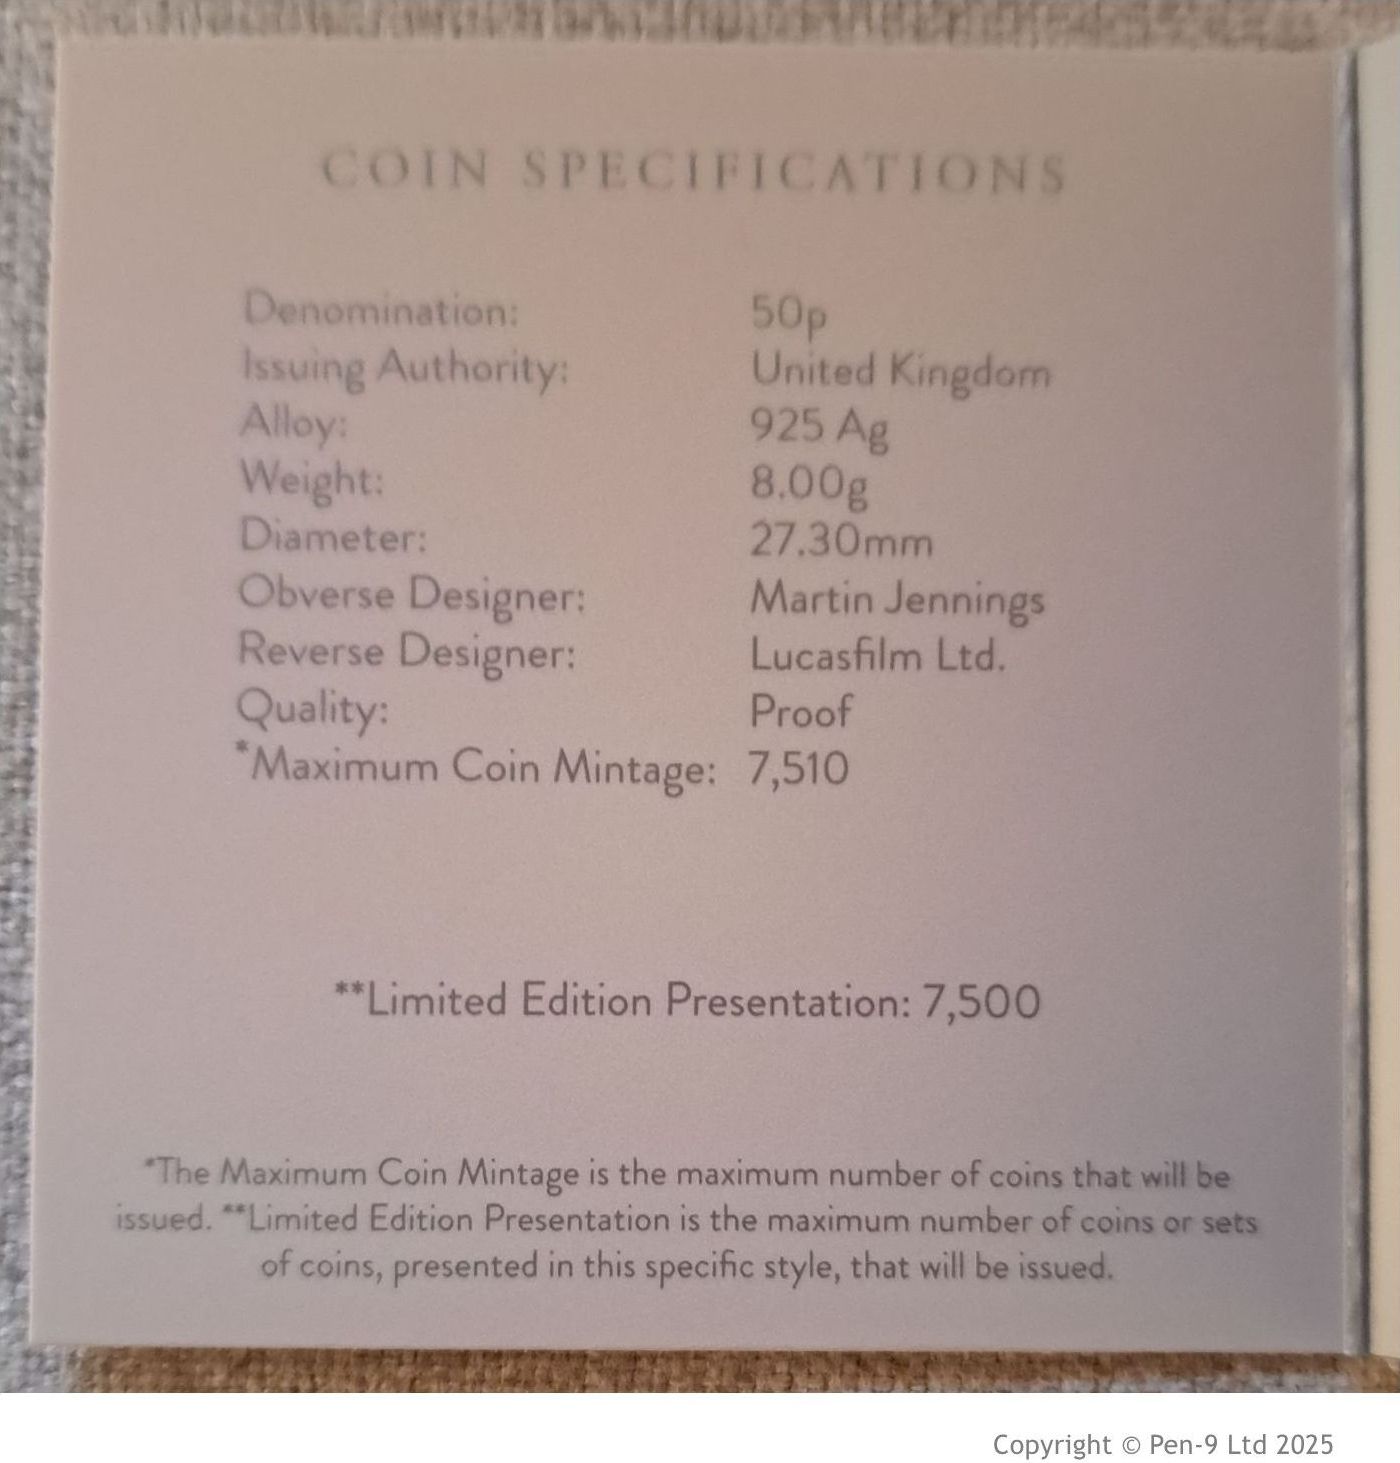 COIN SPECIFICATIONS
Denomination: 50p
Issuing Authority: United Kingdom
Alloy: 925 Ag
Weight: 8.00g
Diameter: 27.30mm
Obverse Designer: Martin Jennings
Reverse Designer: Lucasfilm Ltd.
Quality: Proof
*Maximum Coin Mintage: 7,510
**Limited Edition Presentation: 7,500
*The Maximum Coin Mintage is the maximum number of coins that will be
issued. **Limited Edition Presentation is the maximum number of coins or sets
of coins, presented in this specific style, that will be issued.
Copyright © Pen-9 Ltd 2025